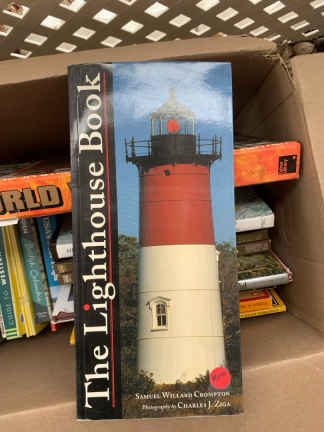 The Lighthouse Book
SAMUEL WILLARD CROMPTON
Photography by CHARLES J. ZIGA
WORLD